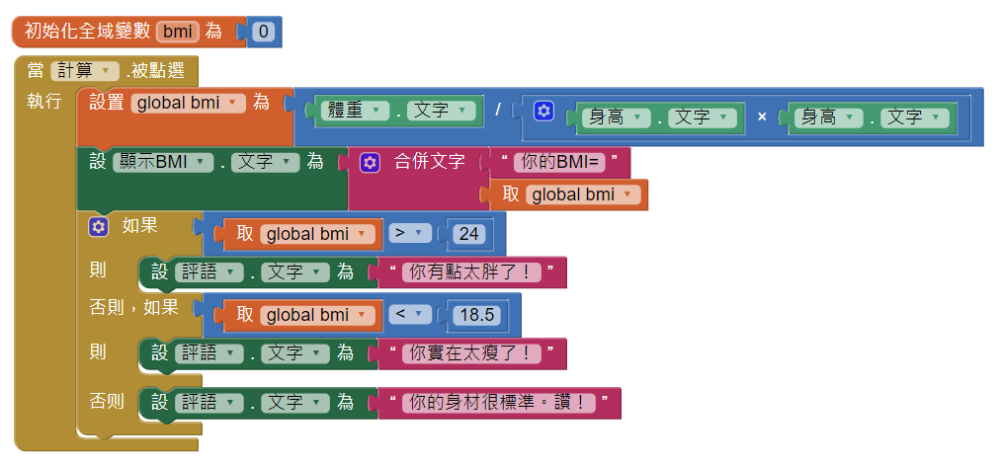 初始化全域變數 bmi 為 0
當 計算 .被點選
執行 設置 global bmi 為 體重 . 文字 / 身高 . 文字 × 身高 . 文字
設 顯示BMI . 文字 為 合併文字 “ 你的BMI= ”
取 global bmi
如果 取 global bmi > 24
則 設 評語 . 文字 為 “ 你有點太胖了！ ”
否則，如果 取 global bmi < 18.5
則 設 評語 . 文字 為 “ 你實在太瘦了！ ”
否則 設 評語 . 文字 為 “ 你的身材很標準。讚！ ”